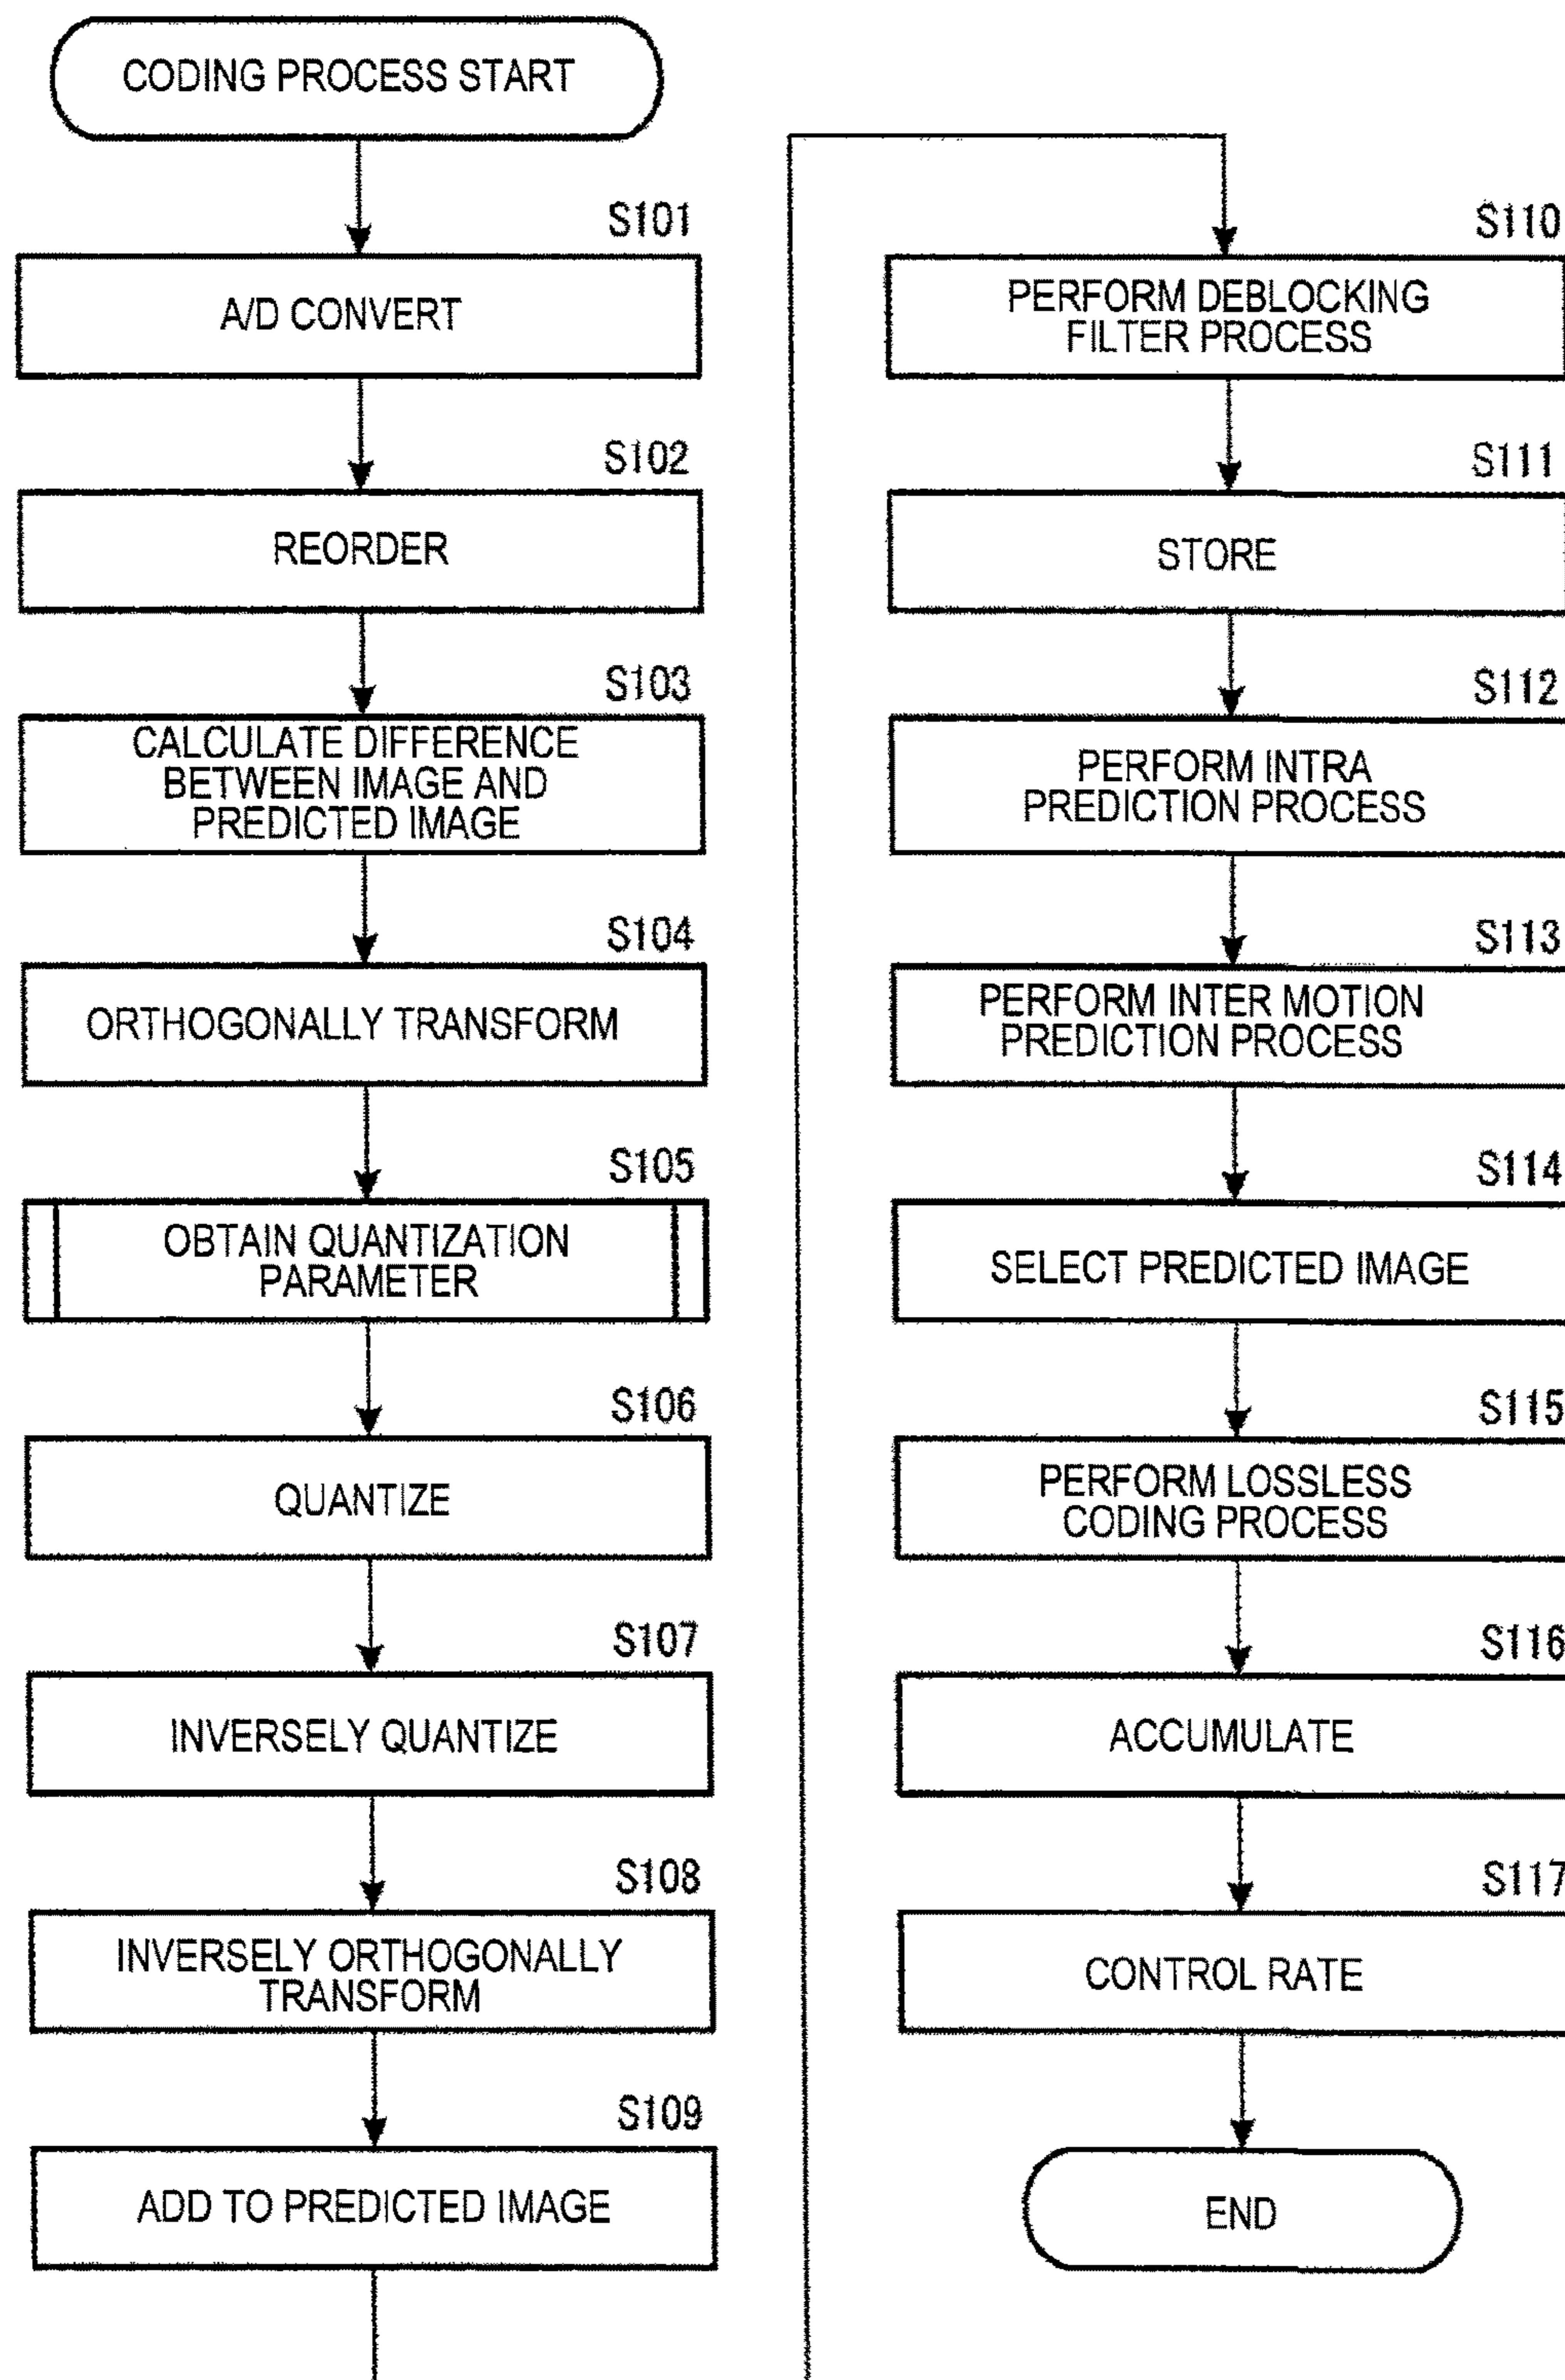 CODING PROCESS START
S101
A/D CONVERT
S102
REORDER
S103
CALCULATE DIFFERENCE
BETWEEN IMAGE AND
PREDICTED IMAGE
S104
ORTHOGONALLY TRANSFORM
S105
OBTAIN QUANTIZATION
PARAMETER
S106
QUANTIZE
S107
INVERSELY QUANTIZE
S108
INVERSELY ORTHOGONALLY
TRANSFORM
S109
ADD TO PREDICTED IMAGE
S110
PERFORM DEBLOCKING
FILTER PROCESS
S111
STORE
S112
PERFORM INTRA
PREDICTION PROCESS
S113
PERFORM INTER MOTION
PREDICTION PROCESS
S114
SELECT PREDICTED IMAGE
S115
PERFORM LOSSLESS
CODING PROCESS
S116
ACCUMULATE
S117
CONTROL RATE
END